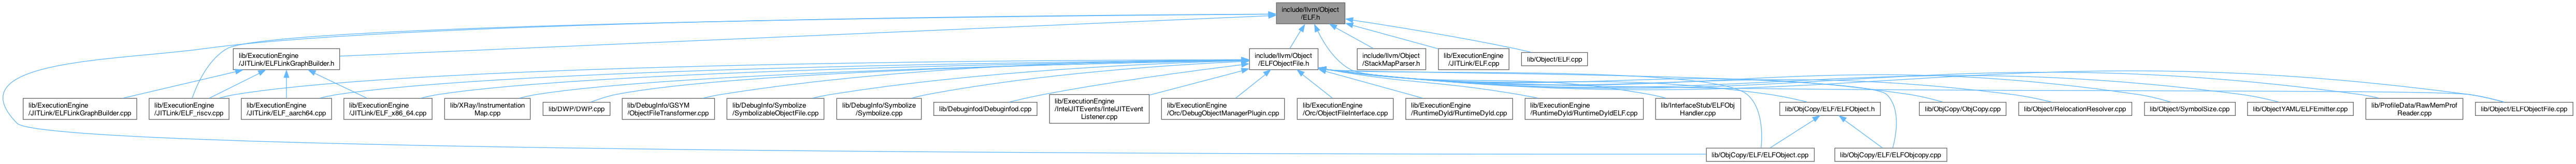 include/llvm/Object
/ELF.h
lib/ExecutionEngine
/JITLink/ELFLinkGraphBuilder.h
include/llvm/Object
/ELFObjectFile.h
include/llvm/Object
/StackMapParser.h
lib/ExecutionEngine
/JITLink/ELF.cpp
lib/Object/ELF.cpp
lib/ExecutionEngine
/JITLink/ELFLinkGraphBuilder.cpp
lib/ExecutionEngine
/JITLink/ELF_riscv.cpp
lib/ExecutionEngine
/JITLink/ELF_aarch64.cpp
lib/ExecutionEngine
/JITLink/ELF_x86_64.cpp
lib/XRay/Instrumentation
Map.cpp
lib/DWP/DWP.cpp
lib/DebugInfo/GSYM
/ObjectFileTransformer.cpp
lib/DebugInfo/Symbolize
/SymbolizableObjectFile.cpp
lib/DebugInfo/Symbolize
/Symbolize.cpp
lib/Debuginfod/Debuginfod.cpp
lib/ExecutionEngine
/IntelJITEvents/IntelJITEvent
Listener.cpp
lib/ExecutionEngine
/Orc/DebugObjectManagerPlugin.cpp
lib/ExecutionEngine
/Orc/ObjectFileInterface.cpp
lib/ExecutionEngine
/RuntimeDyld/RuntimeDyld.cpp
lib/ExecutionEngine
/RuntimeDyld/RuntimeDyldELF.cpp
lib/InterfaceStub/ELFObj
Handler.cpp
lib/ObjCopy/ELF/ELFObject.h
lib/ObjCopy/ObjCopy.cpp
lib/Object/RelocationResolver.cpp
lib/Object/SymbolSize.cpp
lib/ObjectYAML/ELFEmitter.cpp
lib/ProfileData/RawMemProf
Reader.cpp
lib/Object/ELFObjectFile.cpp
lib/ObjCopy/ELF/ELFObject.cpp
lib/ObjCopy/ELF/ELFObjcopy.cpp